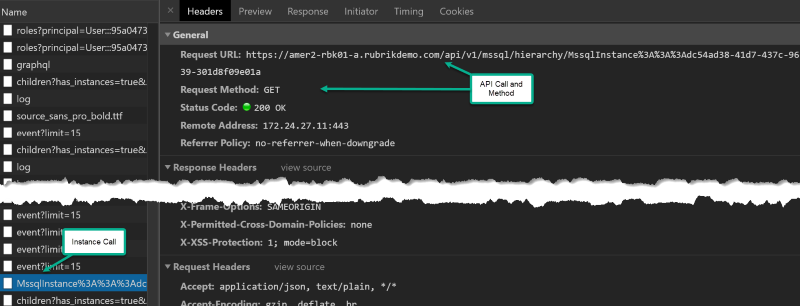 Name
roles?principal=User:::95a0473
roles?principal=User:::95a0473
graphql
children?has_instances=true&.
log
source_sans_pro_bold.ttf
event?limit=15
children?has_instances=true&.
log
event?limit=15
event?limit
event?limit
event?limit=15
MssqlInstance%3A%3A%3Adc
children?has_instances=true&.
Instance Call
× Headers Preview Response Initiator Timing Cookies
▼ General
Request URL: https://amer2-rbk01-a.rubrikdemo.com/api/v1/mssql/hierarchy/MssqlInstance%3A%3A%3Adc54ad38-41d7-437c-96
39-301d8f09e01a
Request Method: GET
Status Code: 200 OK
Remote Address: 172.24.27.11:443
Referrer Policy: no-referrer-when-downgrade
API Call and
Method
▼ Response Headers view source
X-Frame-Options: SAMEORIGIN
X-Permitted-Cross-Domain-Policies: none
X-XSS-Protection: 1; mode=block
▼ Request Headers view source
Accept: application/json, text/plain, */*
Accept-Encoding: gzip, deflate, br